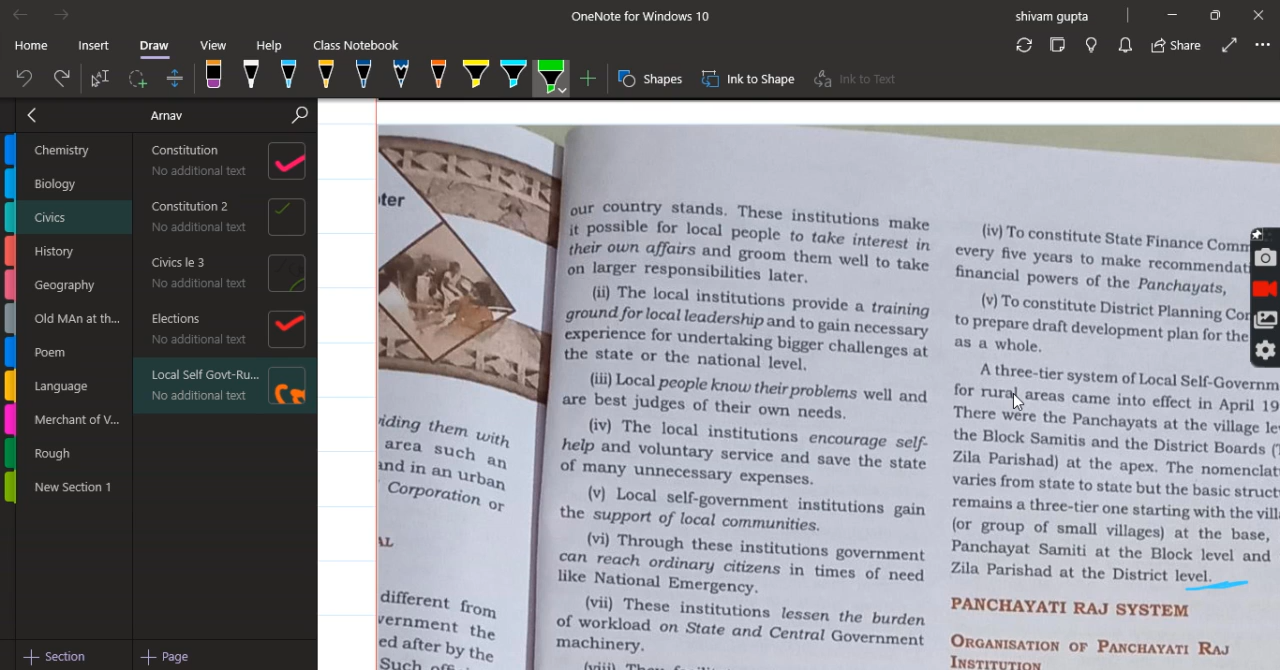 OneNote for Windows 10
shivam gupta
Home Insert Draw View Help Class Notebook
Share
Shapes Ink to Shape Ink to Text
Arnav
Chemistry
Biology
Civics
History
Geography
Old MAn at th...
Poem
Language
Merchant of V...
Rough
New Section 1
Section
Constitution
No additional text
Constitution 2
No additional text
Civics le 3
No additional text
Elections
No additional text
Local Self Govt-Ru...
No additional text
Page
iding them with
area such an
and in an urban
Corporation or
different from
vernment the
ed after by the
our country stands. These institutions make
it possible for local people to take interest in
their own affairs and groom them well to take
on larger responsibilities later.
(ii) The local institutions provide a training
ground for local leadership and to gain necessary
experience for undertaking bigger challenges at
the state or the national level.
(iii) Local people know their problems well and
are best judges of their own needs.
(iv) The local institutions encourage self-
help and voluntary service and save the state
of many unnecessary expenses.
(v) Local self-government institutions gain
the support of local communities.
(vi) Through these institutions government
can reach ordinary citizens in times of need
like National Emergency.
(vii) These institutions lessen the burden
of workload on State and Central Government
machinery.
(iv) To constitute State Finance Comm
every five years to make recommendati
financial powers of the Panchayats,
(v) To constitute District Planning Co
to prepare draft development plan for the
as a whole.
A three-tier system of Local Self-Governm
for rural areas came into effect in April 19
There were the Panchayats at the village le
the Block Samitis and the District Boards (
Zila Parishad) at the apex. The nomenclat
varies from state to state but the basic struct
remains a three-tier one starting with the vill
(or group of small villages) at the base,
Panchayat Samiti at the Block level and
Zila Parishad at the District level.
PANCHAYATI RAJ SYSTEM
ORGANISATION OF PANCHAYATI RAJ
INSTITUTION